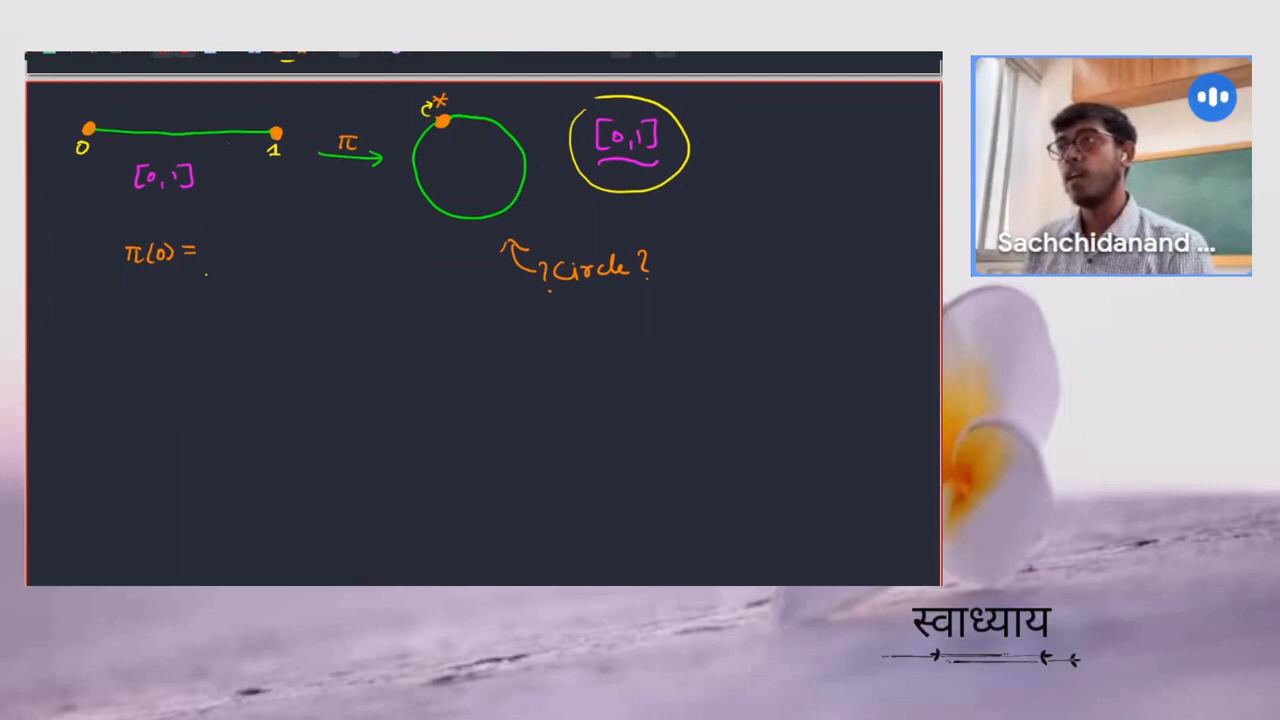 *
π
[0,1]
0
1
[0,1]
π(0) =
? Circle ?
Sachchidanand ...
स्वाध्याय